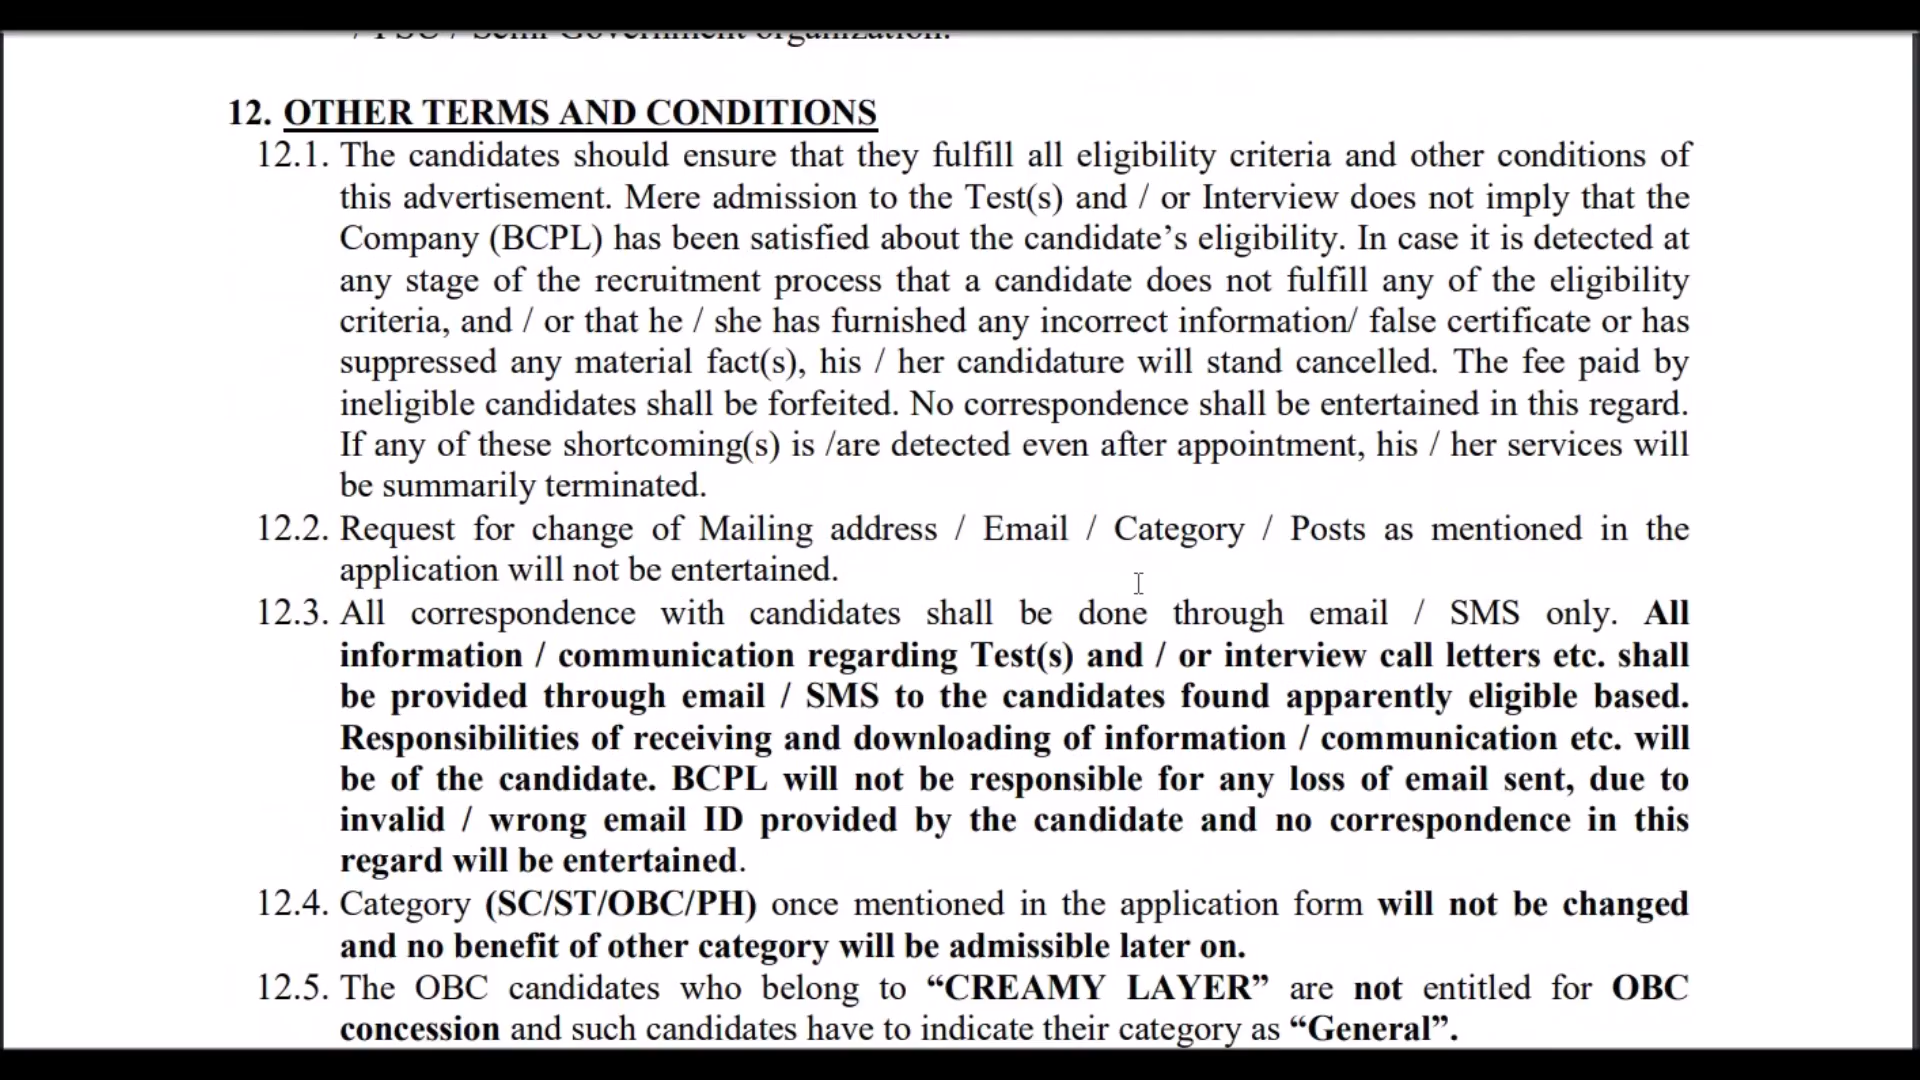 / PSU / Semi Government organization.
12. OTHER TERMS AND CONDITIONS
12.1. The candidates should ensure that they fulfill all eligibility criteria and other conditions of
this advertisement. Mere admission to the Test(s) and / or Interview does not imply that the
Company (BCPL) has been satisfied about the candidate’s eligibility. In case it is detected at
any stage of the recruitment process that a candidate does not fulfill any of the eligibility
criteria, and / or that he / she has furnished any incorrect information/ false certificate or has
suppressed any material fact(s), his / her candidature will stand cancelled. The fee paid by
ineligible candidates shall be forfeited. No correspondence shall be entertained in this regard.
If any of these shortcoming(s) is /are detected even after appointment, his / her services will
be summarily terminated.
12.2. Request for change of Mailing address / Email / Category / Posts as mentioned in the
application will not be entertained.
12.3. All correspondence with candidates shall be done through email / SMS only. All
information / communication regarding Test(s) and / or interview call letters etc. shall
be provided through email / SMS to the candidates found apparently eligible based.
Responsibilities of receiving and downloading of information / communication etc. will
be of the candidate. BCPL will not be responsible for any loss of email sent, due to
invalid / wrong email ID provided by the candidate and no correspondence in this
regard will be entertained.
12.4. Category (SC/ST/OBC/PH) once mentioned in the application form will not be changed
and no benefit of other category will be admissible later on.
12.5. The OBC candidates who belong to “CREAMY LAYER” are not entitled for OBC
concession and such candidates have to indicate their category as “General”.